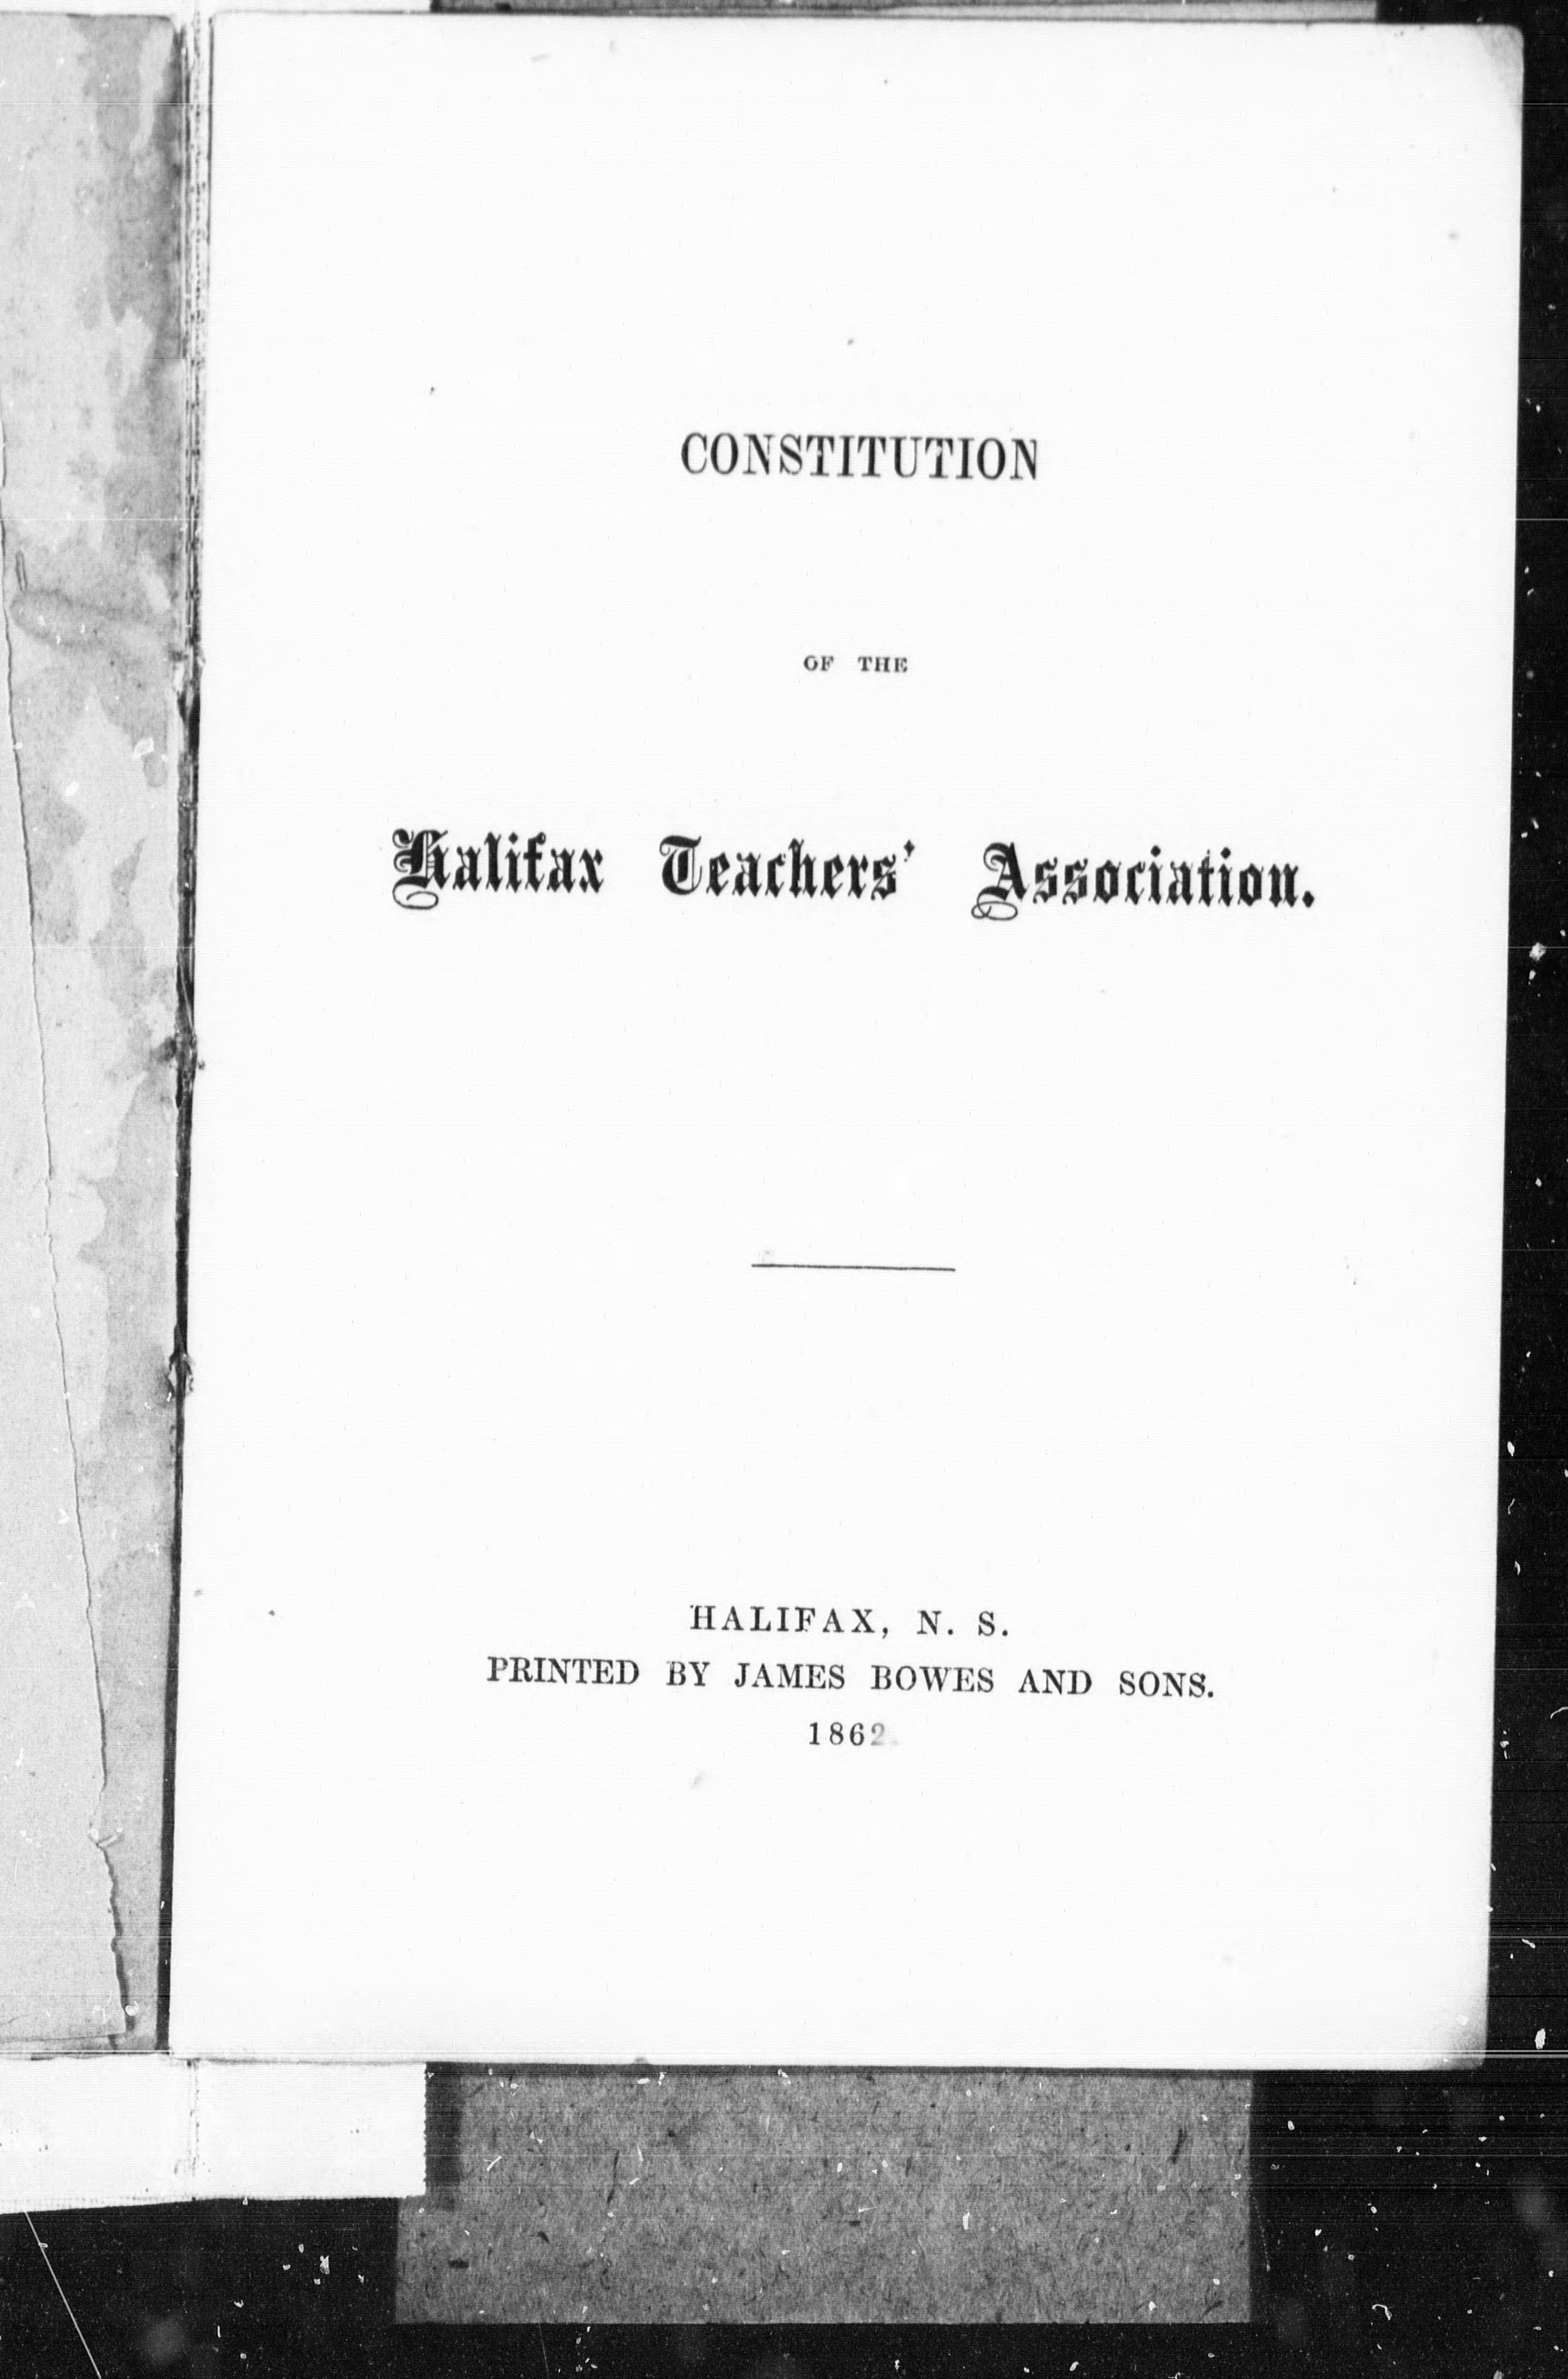 CONSTITUTION
OF THE
Halifax Teachers' Association.
HALIFAX, N. S.
PRINTED BY JAMES BOWES AND SONS.
1862.